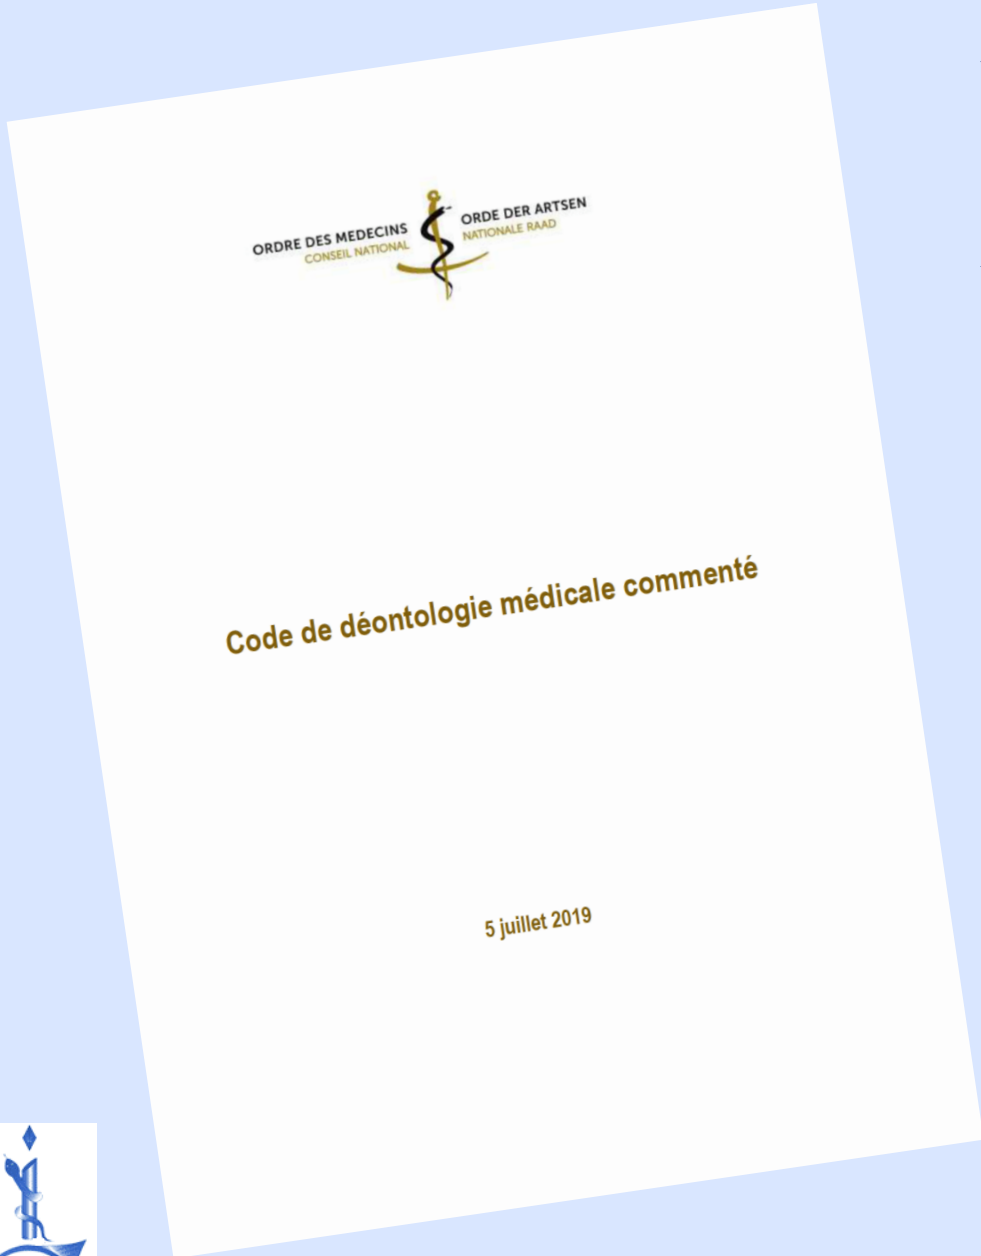 ORDRE DES MEDECINS
CONSEIL NATIONAL
ORDE DER ARTSEN
NATIONALE RAAD
Code de déontologie médicale commenté
5 juillet 2019